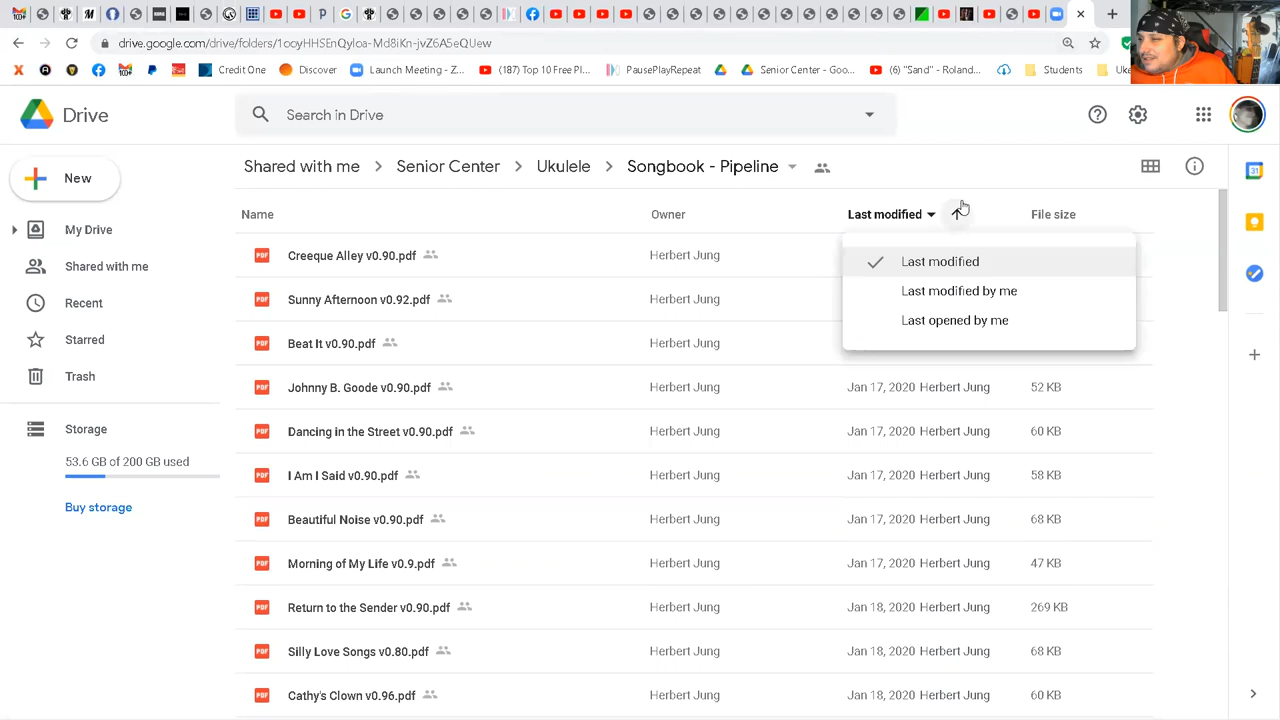 drive.google.com/drive/folders/1ooyHHSEnQyloa-Md8iKn-jvZ6AEtQUew
Credit One
Discover
Launch Meeting - Z...
(187) Top 10 Free Pl...
PausePlayRepeat
Senior Center - Goo...
(6) "Sand" - Roland...
Students
Uke
Drive
Search in Drive
New
Shared with me
Senior Center
Ukulele
Songbook - Pipeline
My Drive
Shared with me
Recent
Starred
Trash
Storage
53.6 GB of 200 GB used
Buy storage
Name
Owner
Last modified
File size
Last modified
Last modified by me
Last opened by me
Creeque Alley v0.90.pdf
Herbert Jung
Sunny Afternoon v0.92.pdf
Herbert Jung
Beat It v0.90.pdf
Herbert Jung
Johnny B. Goode v0.90.pdf
Herbert Jung
Jan 17, 2020 Herbert Jung
52 KB
Dancing in the Street v0.90.pdf
Herbert Jung
Jan 17, 2020 Herbert Jung
60 KB
I Am I Said v0.90.pdf
Herbert Jung
Jan 17, 2020 Herbert Jung
58 KB
Beautiful Noise v0.90.pdf
Herbert Jung
Jan 17, 2020 Herbert Jung
68 KB
Morning of My Life v0.9.pdf
Herbert Jung
Jan 17, 2020 Herbert Jung
47 KB
Return to the Sender v0.90.pdf
Herbert Jung
Jan 18, 2020 Herbert Jung
269 KB
Silly Love Songs v0.80.pdf
Herbert Jung
Jan 18, 2020 Herbert Jung
68 KB
Cathy's Clown v0.96.pdf
Herbert Jung
Jan 18, 2020 Herbert Jung
60 KB